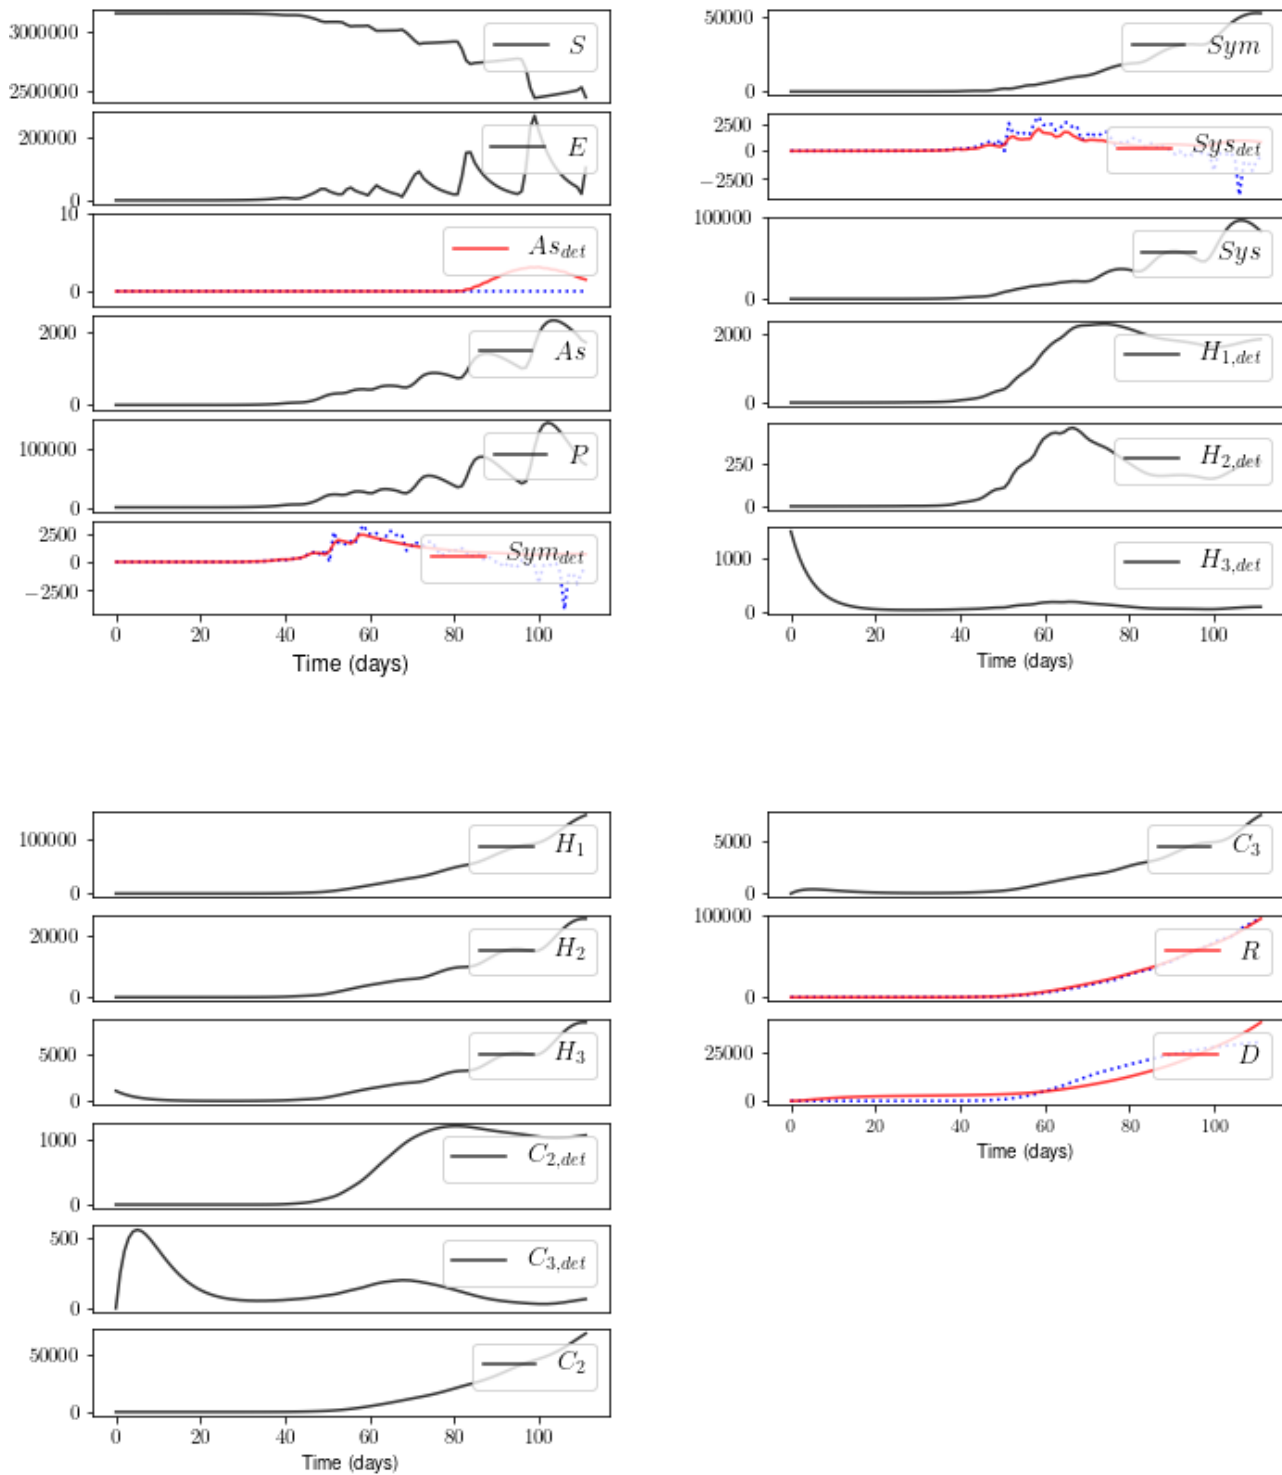 3000000
2500000
S
200000
0
E
10
0
As_det
2000
0
As
100000
0
P
2500
0
−2500
Sym_det
0 20 40 60 80 100
Time (days)
50000
0
Sym
2500
0
−2500
Sys_det
100000
0
Sys
2000
0
H_1,det
250
0
H_2,det
1000
0
H_3,det
0 20 40 60 80 100
Time (days)
100000
0
H_1
20000
0
H_2
5000
0
H_3
1000
0
C_2,det
500
0
C_3,det
50000
0
C_2
0 20 40 60 80 100
Time (days)
5000
0
C_3
100000
0
R
25000
0
D
0 20 40 60 80 100
Time (days)